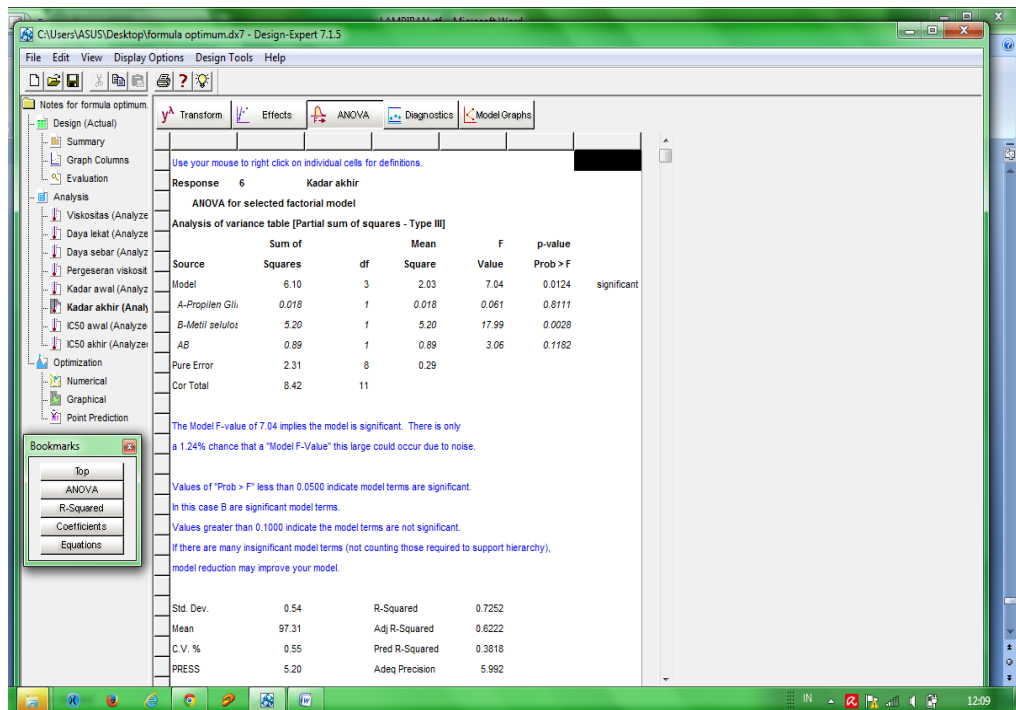 LAMPIRAN.rtf - Microsoft Word
C:\Users\ASUS\Desktop\formula optimum.dx7 - Design-Expert 7.1.5
File Edit View Display Options Design Tools Help
Notes for formula optimum.
Design (Actual)
Summary
Graph Columns
Evaluation
Analysis
Viskositas (Analyze
Daya lekat (Analyze
Daya sebar (Analyz
Pergeseran viskosit
Kadar awal (Analyz
Kadar akhir (Analy
IC50 awal (Analyze
IC50 akhir (Analyze
Optimization
Numerical
Graphical
Point Prediction
Bookmarks
Top
ANOVA
R-Squared
Coefficients
Equations
yλ Transform Effects ANOVA Diagnostics Model Graphs
Use your mouse to right click on individual cells for definitions.
Response 6 Kadar akhir
ANOVA for selected factorial model
Analysis of variance table [Partial sum of squares - Type III]
Sum of Mean F p-value
Source Squares df Square Value Prob > F
Model 6.10 3 2.03 7.04 0.0124 significant
A-Propilen Gli 0.018 1 0.018 0.061 0.8111
B-Metil selulos 5.20 1 5.20 17.99 0.0028
AB 0.89 1 0.89 3.06 0.1182
Pure Error 2.31 8 0.29
Cor Total 8.42 11
The Model F-value of 7.04 implies the model is significant. There is only
a 1.24% chance that a "Model F-Value" this large could occur due to noise.
Values of "Prob > F" less than 0.0500 indicate model terms are significant.
In this case B are significant model terms.
Values greater than 0.1000 indicate the model terms are not significant.
If there are many insignificant model terms (not counting those required to support hierarchy),
model reduction may improve your model.
Std. Dev. 0.54 R-Squared 0.7252
Mean 97.31 Adj R-Squared 0.6222
C.V. % 0.55 Pred R-Squared 0.3818
PRESS 5.20 Adeq Precision 5.992
IN 12:09